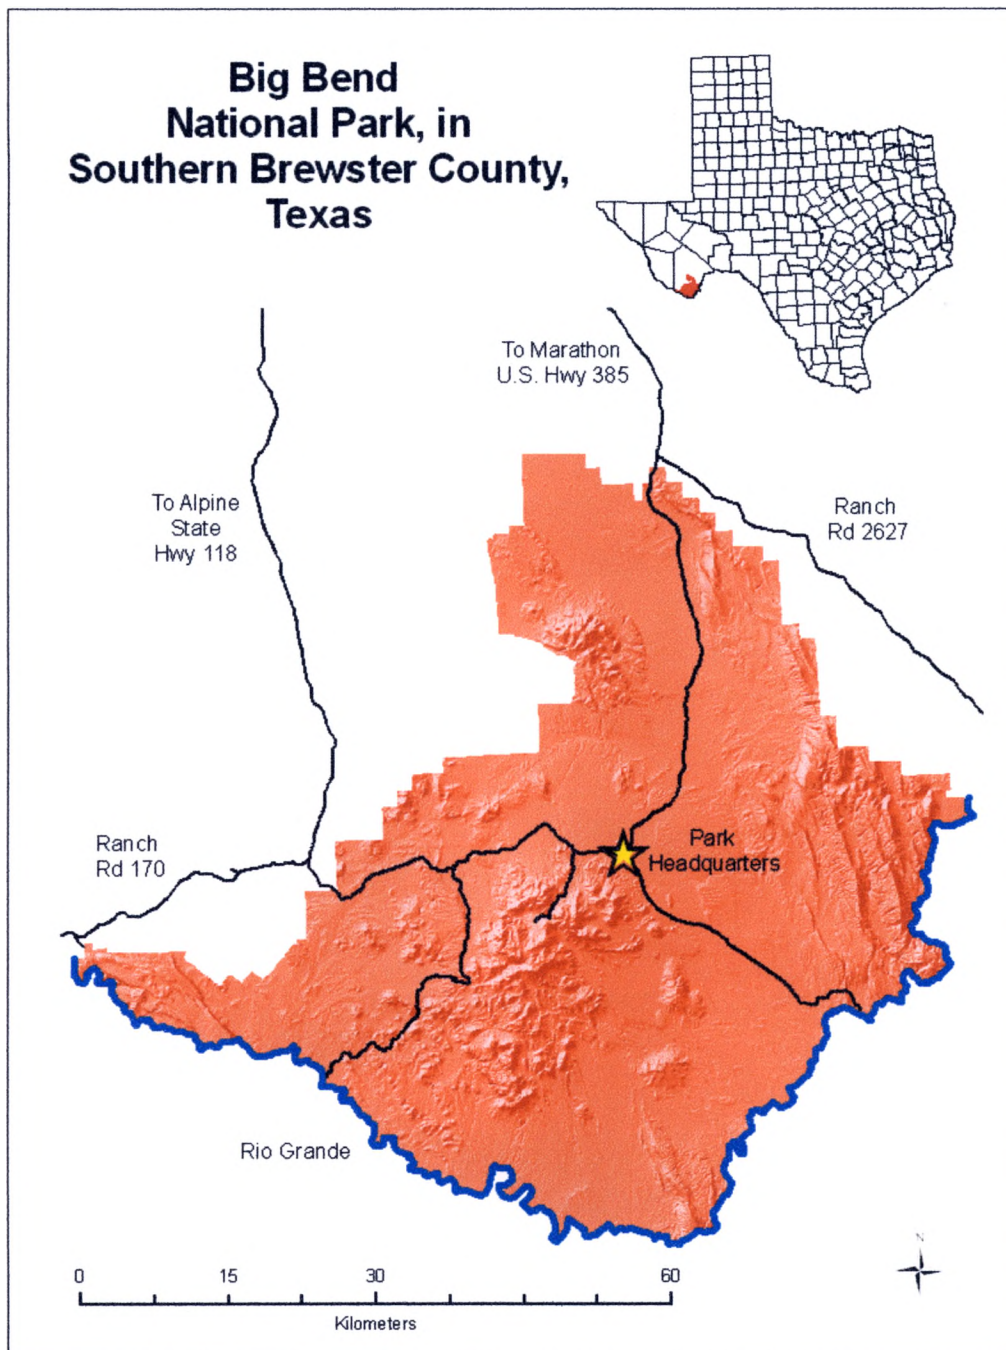 Big Bend
National Park, in
Southern Brewster County,
Texas
To Marathon
U.S. Hwy 385
To Alpine
State
Hwy 118
Ranch
Rd 2627
Ranch
Rd 170
Park
Headquarters
Rio Grande
N
0 15 30 60
Kilometers